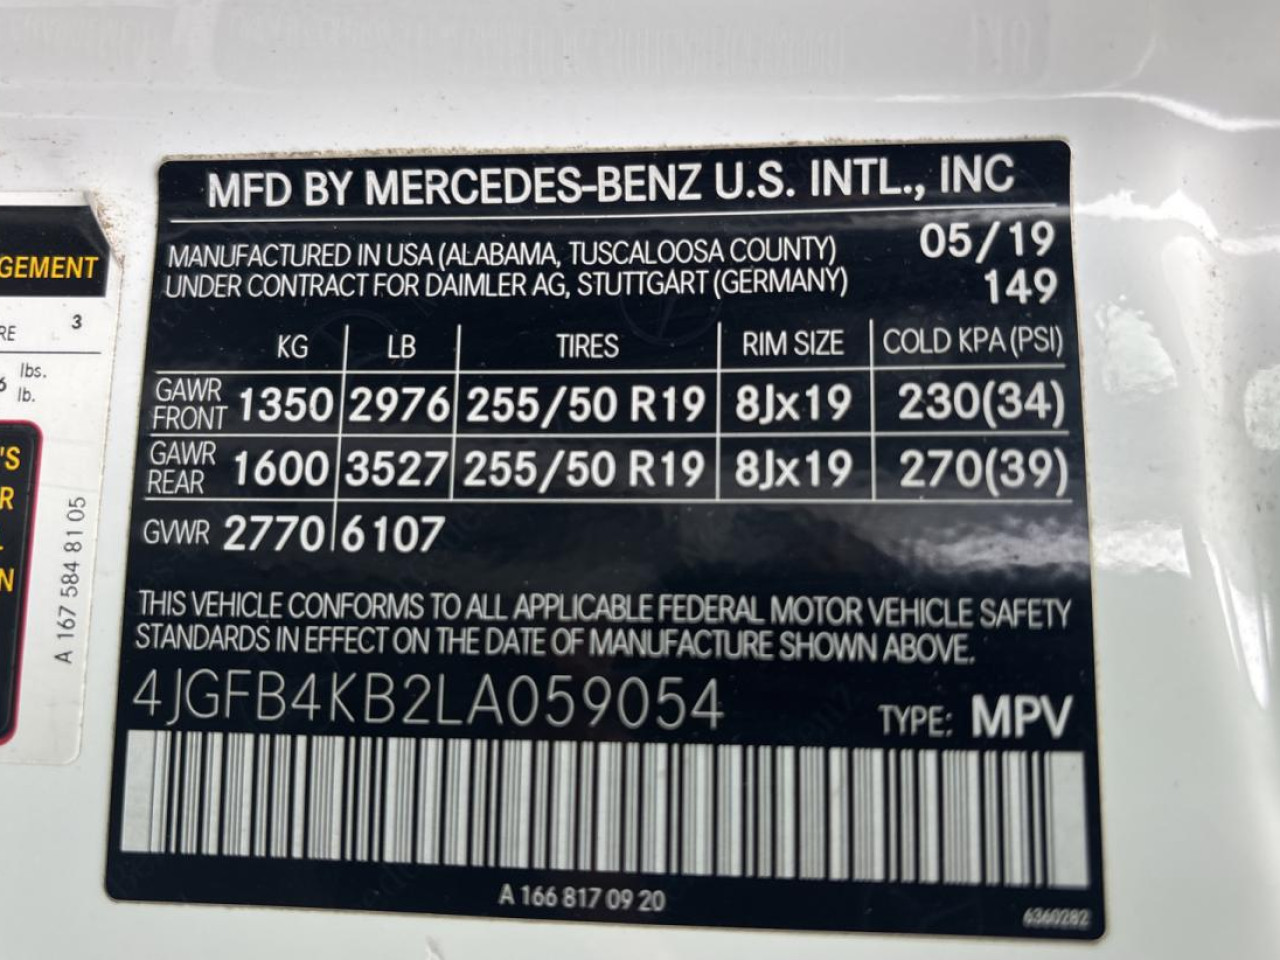 MFD BY MERCEDES-BENZ U.S. INTL., INC
MANUFACTURED IN USA (ALABAMA, TUSCALOOSA COUNTY) 05/19
UNDER CONTRACT FOR DAIMLER AG, STUTTGART (GERMANY) 149
KG LB TIRES RIM SIZE COLD KPA (PSI)
GAWR FRONT 1350 2976 255/50 R19 8Jx19 230(34)
GAWR REAR 1600 3527 255/50 R19 8Jx19 270(39)
GVWR 2770 6107
THIS VEHICLE CONFORMS TO ALL APPLICABLE FEDERAL MOTOR VEHICLE SAFETY
STANDARDS IN EFFECT ON THE DATE OF MANUFACTURE SHOWN ABOVE.
4JGFB4KB2LA059054 TYPE: MPV
A 166 817 09 20
6360282
GEMENT
RE 3
6 lbs.
lb.
'S
R
N
A 167 584 81 05